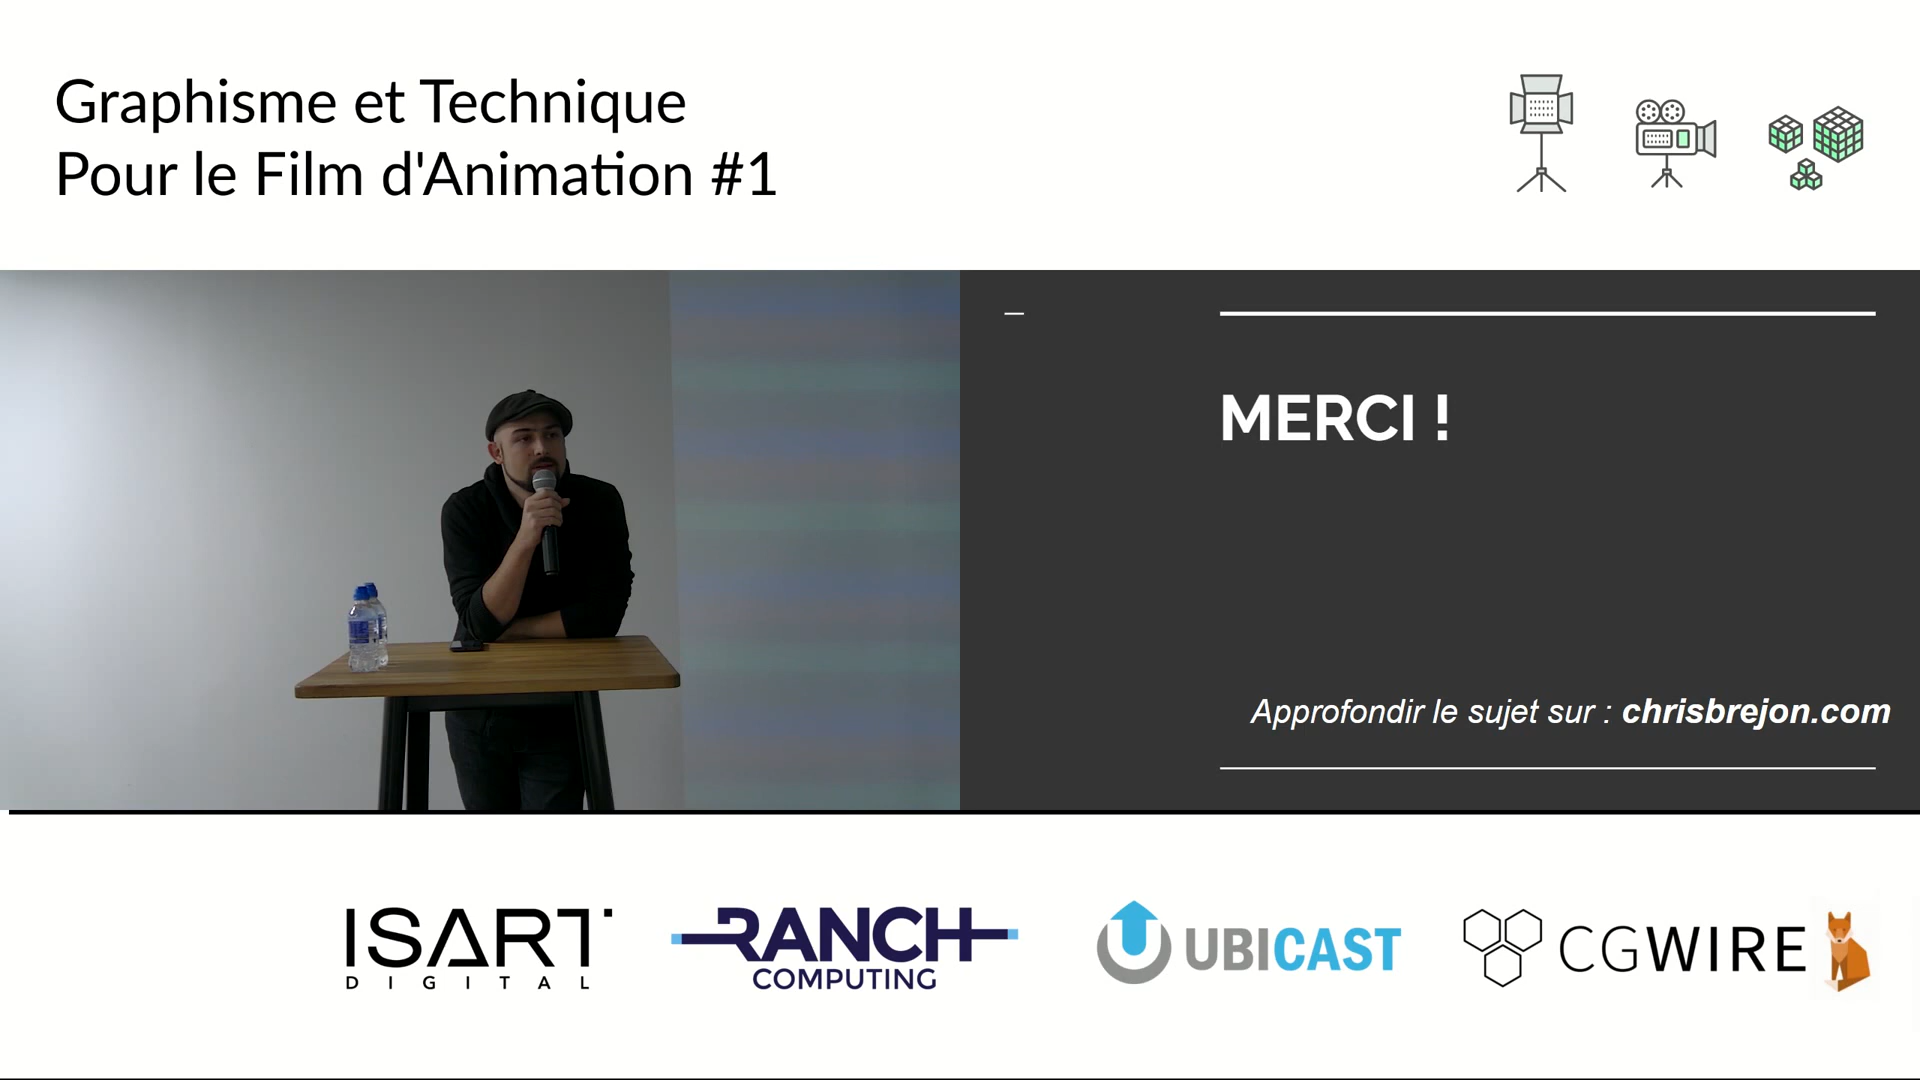 Graphisme et Technique
Pour le Film d'Animation #1
MERCI !
Approfondir le sujet sur : chrisbrejon.com
ISART
DIGITAL
RANCH
COMPUTING
UBICAST
CGWIRE